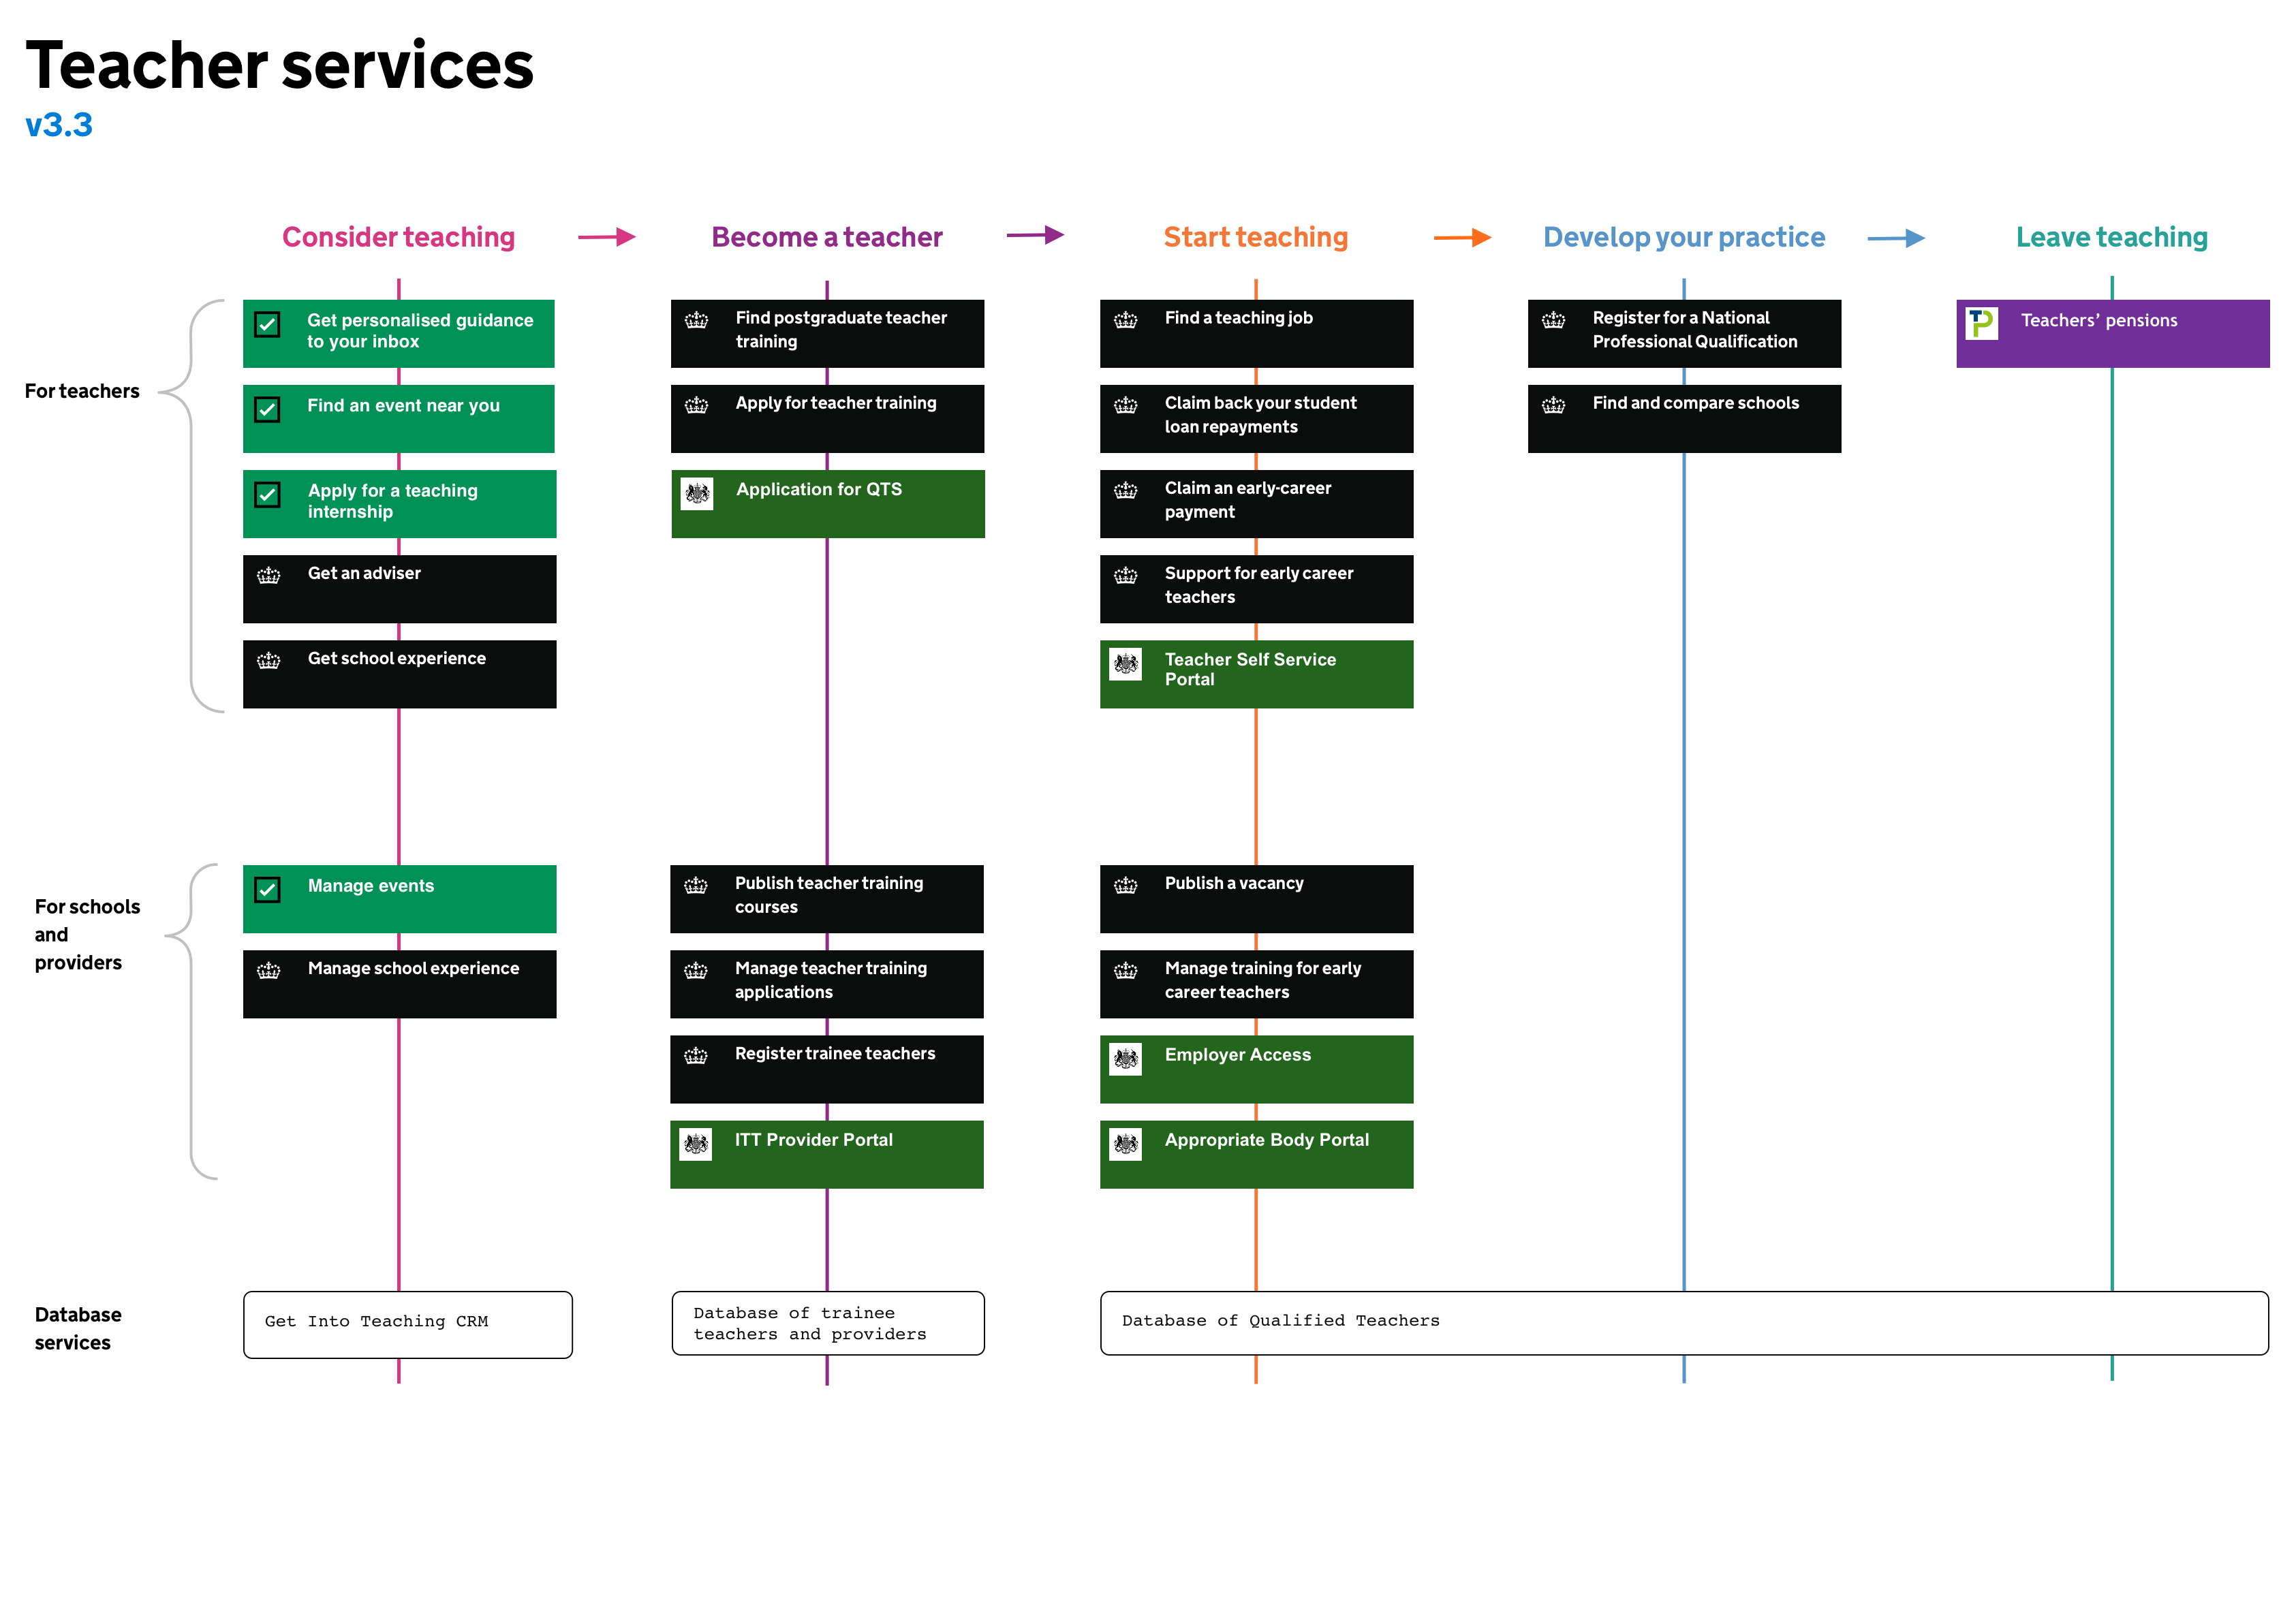 Teacher services
v3.3
Consider teaching
Become a teacher
Start teaching
Develop your practice
Leave teaching
For teachers
Get personalised guidance
to your inbox
Find an event near you
Apply for a teaching
internship
Get an adviser
Get school experience
Find postgraduate teacher
training
Apply for teacher training
Application for QTS
Find a teaching job
Claim back your student
loan repayments
Claim an early-career
payment
Support for early career
teachers
Teacher Self Service
Portal
Register for a National
Professional Qualification
Find and compare schools
TP
Teachers’ pensions
For schools
and
providers
Manage events
Manage school experience
Publish teacher training
courses
Manage teacher training
applications
Register trainee teachers
ITT Provider Portal
Publish a vacancy
Manage training for early
career teachers
Employer Access
Appropriate Body Portal
Database
services
Get Into Teaching CRM
Database of trainee
teachers and providers
Database of Qualified Teachers